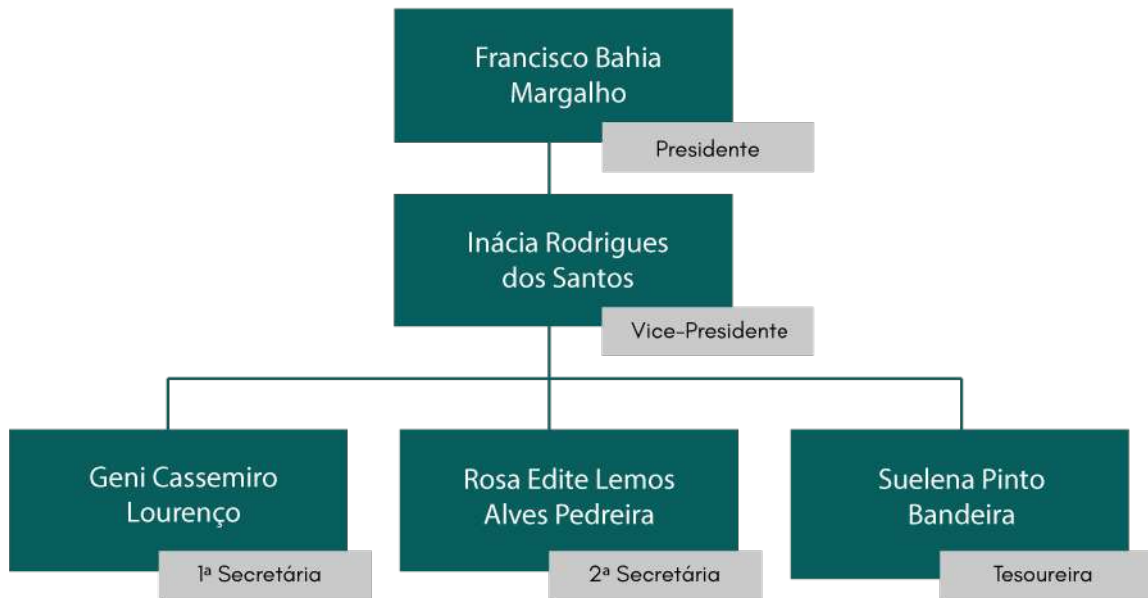 Francisco Bahia
Margalho
Presidente
Inácia Rodrigues
dos Santos
Vice-Presidente
Geni Cassemiro
Lourenço
1ª Secretária
Rosa Edite Lemos
Alves Pedreira
2ª Secretária
Suelena Pinto
Bandeira
Tesoureira